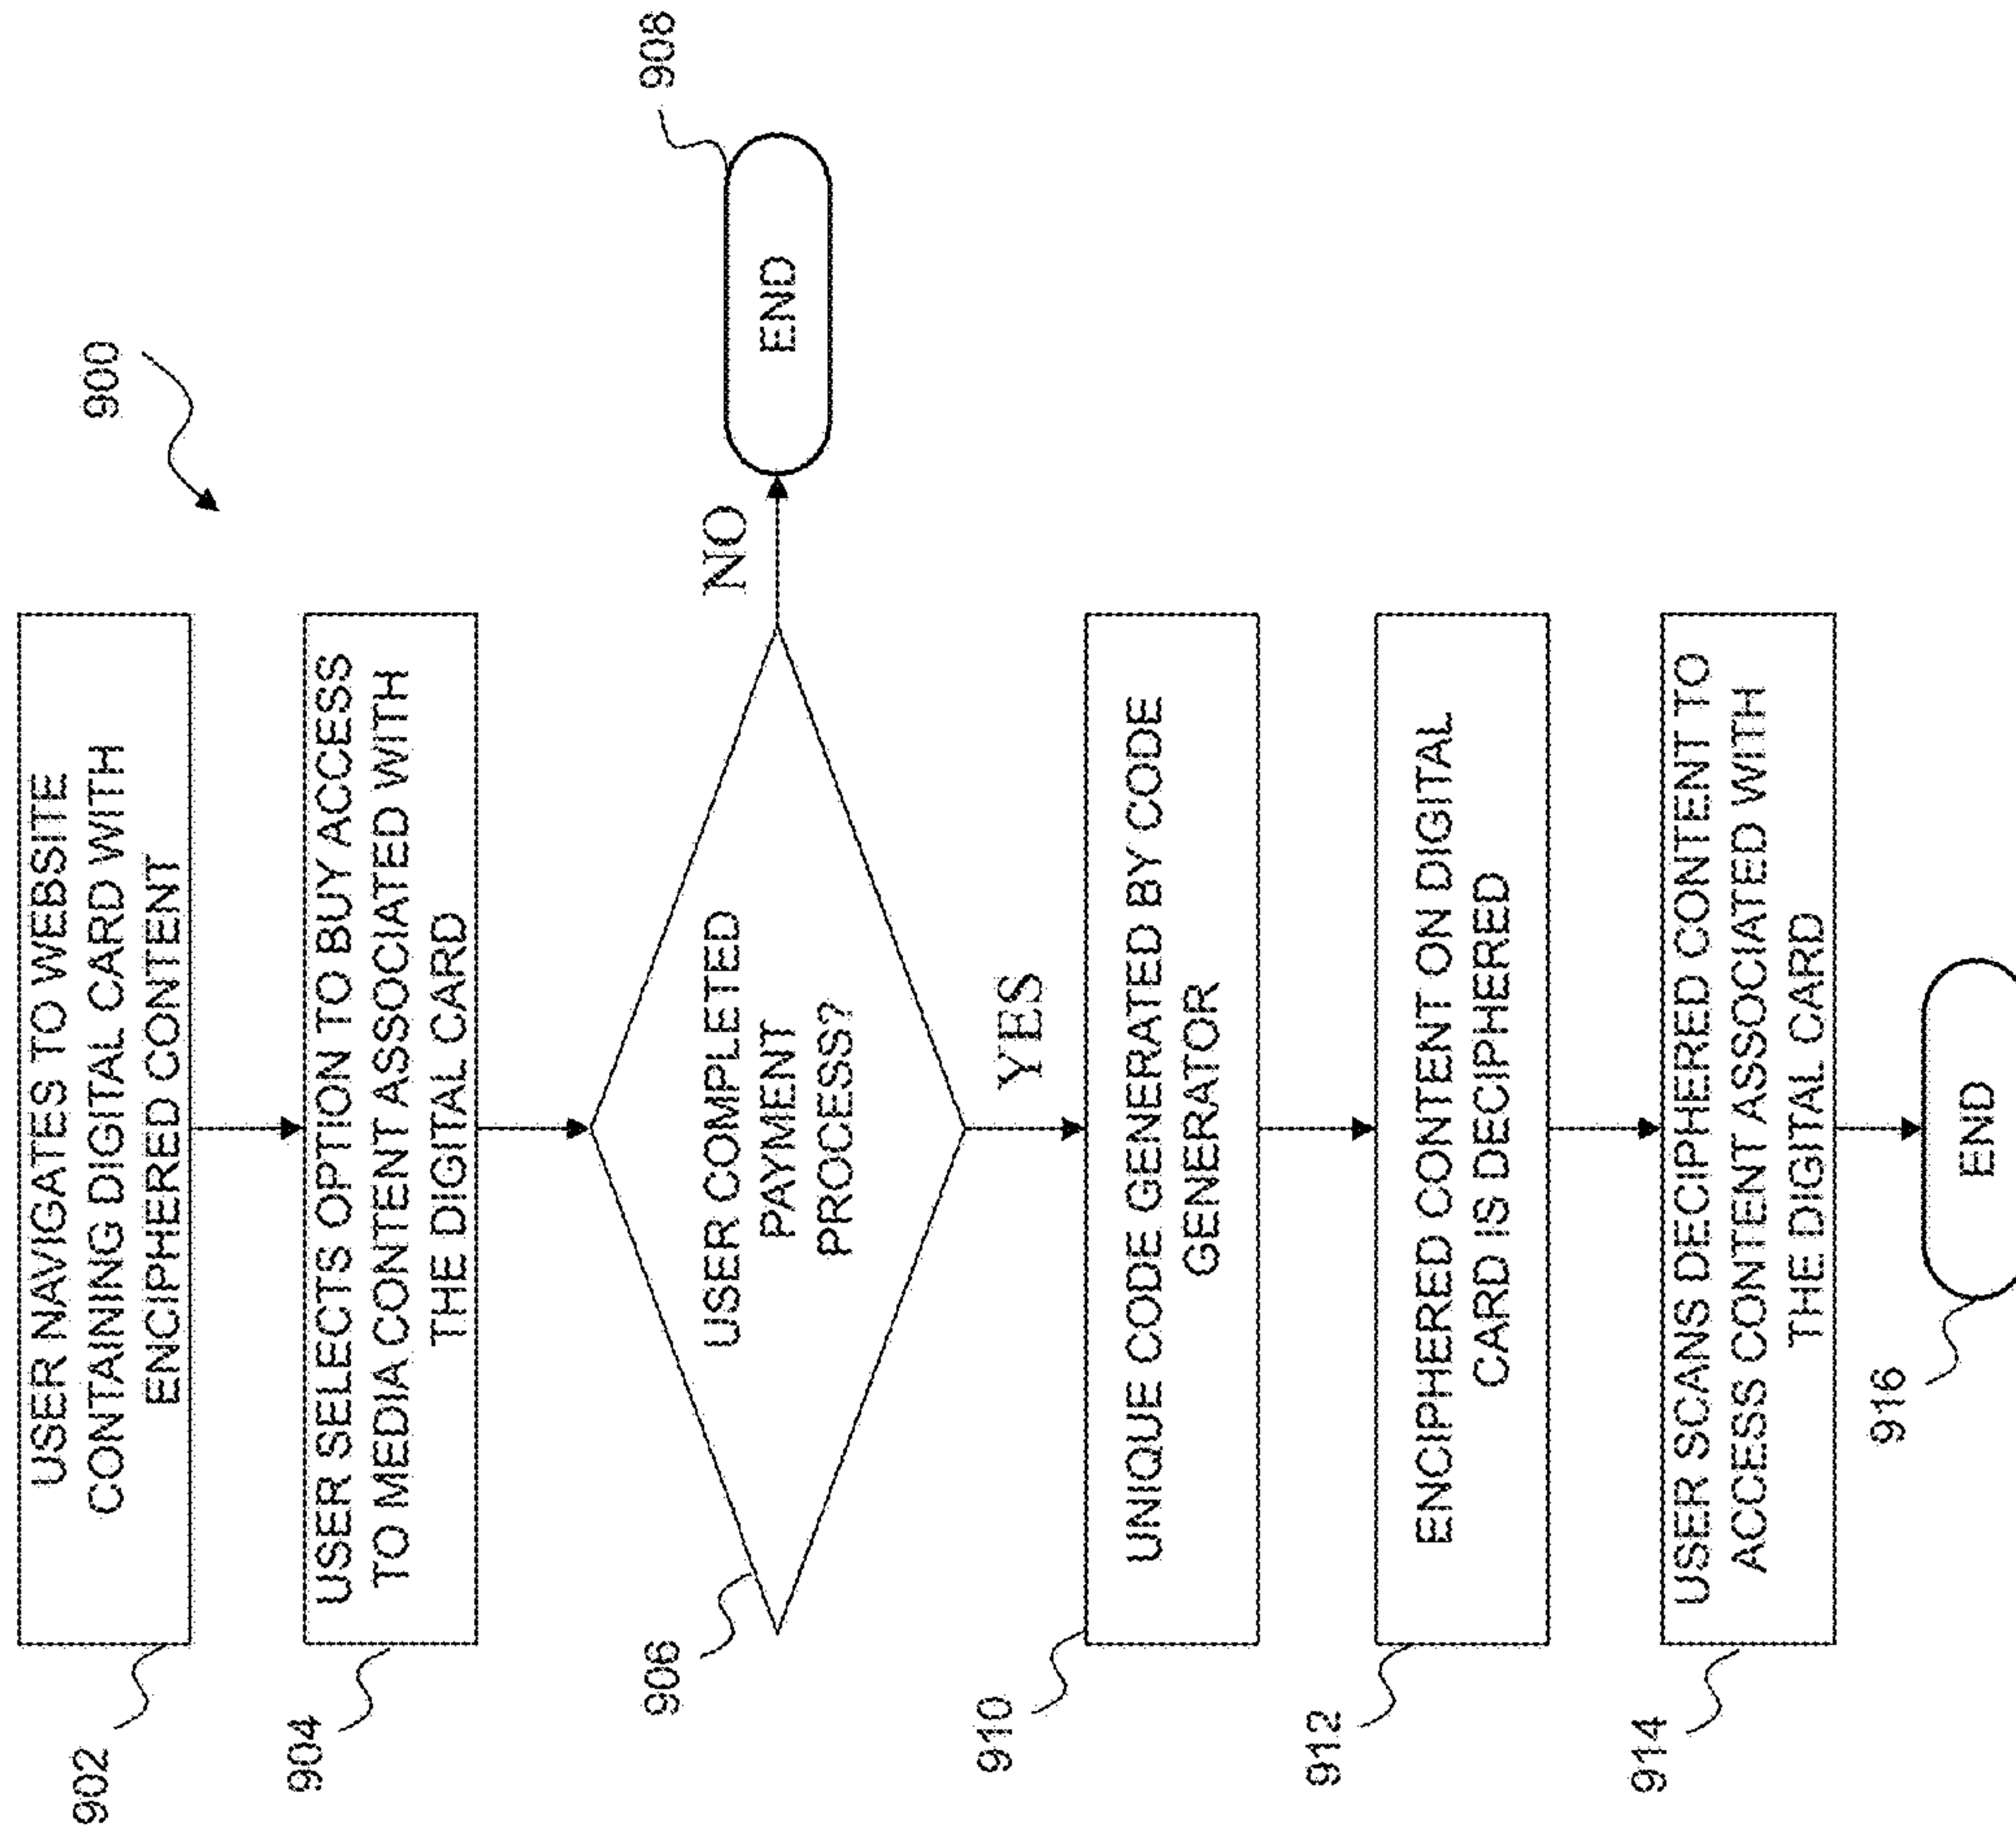 900
902
USER NAVIGATES TO WEBSITE
CONTAINING DIGITAL CARD WITH
ENCIPHERED CONTENT
904
USER SELECTS OPTION TO BUY ACCESS
TO MEDIA CONTENT ASSOCIATED WITH
THE DIGITAL CARD
906
USER COMPLETED
PAYMENT
PROCESS?
NO
908
END
YES
910
UNIQUE CODE GENERATED BY CODE
GENERATOR
912
ENCIPHERED CONTENT ON DIGITAL
CARD IS DECIPHERED
914
USER SCANS DECIPHERED CONTENT TO
ACCESS CONTENT ASSOCIATED WITH
THE DIGITAL CARD
916
END